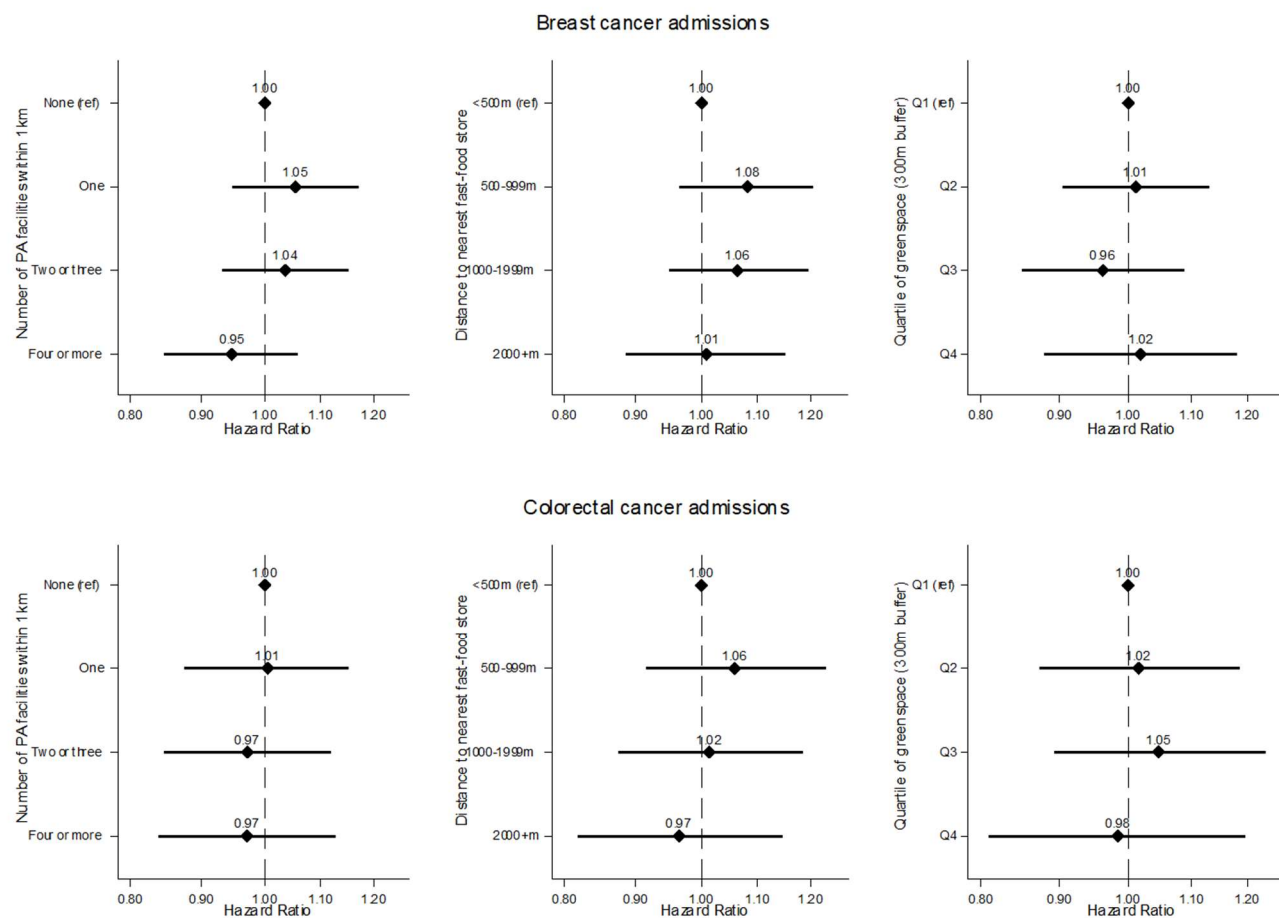 Breast cancer admissions
Number of PA facilities within 1km
None (ref)
One
Two or three
Four or more
1.00
1.05
1.04
0.95
0.80 0.90 1.00 1.10 1.20
Hazard Ratio
Distance to nearest fast-food store
<500m (ref)
500-999m
1000-1999m
2000+m
1.00
1.08
1.06
1.01
0.80 0.90 1.00 1.10 1.20
Hazard Ratio
Quartile of greenspace (300m buffer)
Q1 (ref)
Q2
Q3
Q4
1.00
1.01
0.96
1.02
0.80 0.90 1.00 1.10 1.20
Hazard Ratio
Colorectal cancer admissions
Number of PA facilities within 1km
None (ref)
One
Two or three
Four or more
1.00
1.01
0.97
0.97
0.80 0.90 1.00 1.10 1.20
Hazard Ratio
Distance to nearest fast-food store
<500m (ref)
500-999m
1000-1999m
2000+m
1.00
1.06
1.02
0.97
0.80 0.90 1.00 1.10 1.20
Hazard Ratio
Quartile of greenspace (300m buffer)
Q1 (ref)
Q2
Q3
Q4
1.00
1.02
1.05
0.98
0.80 0.90 1.00 1.10 1.20
Hazard Ratio